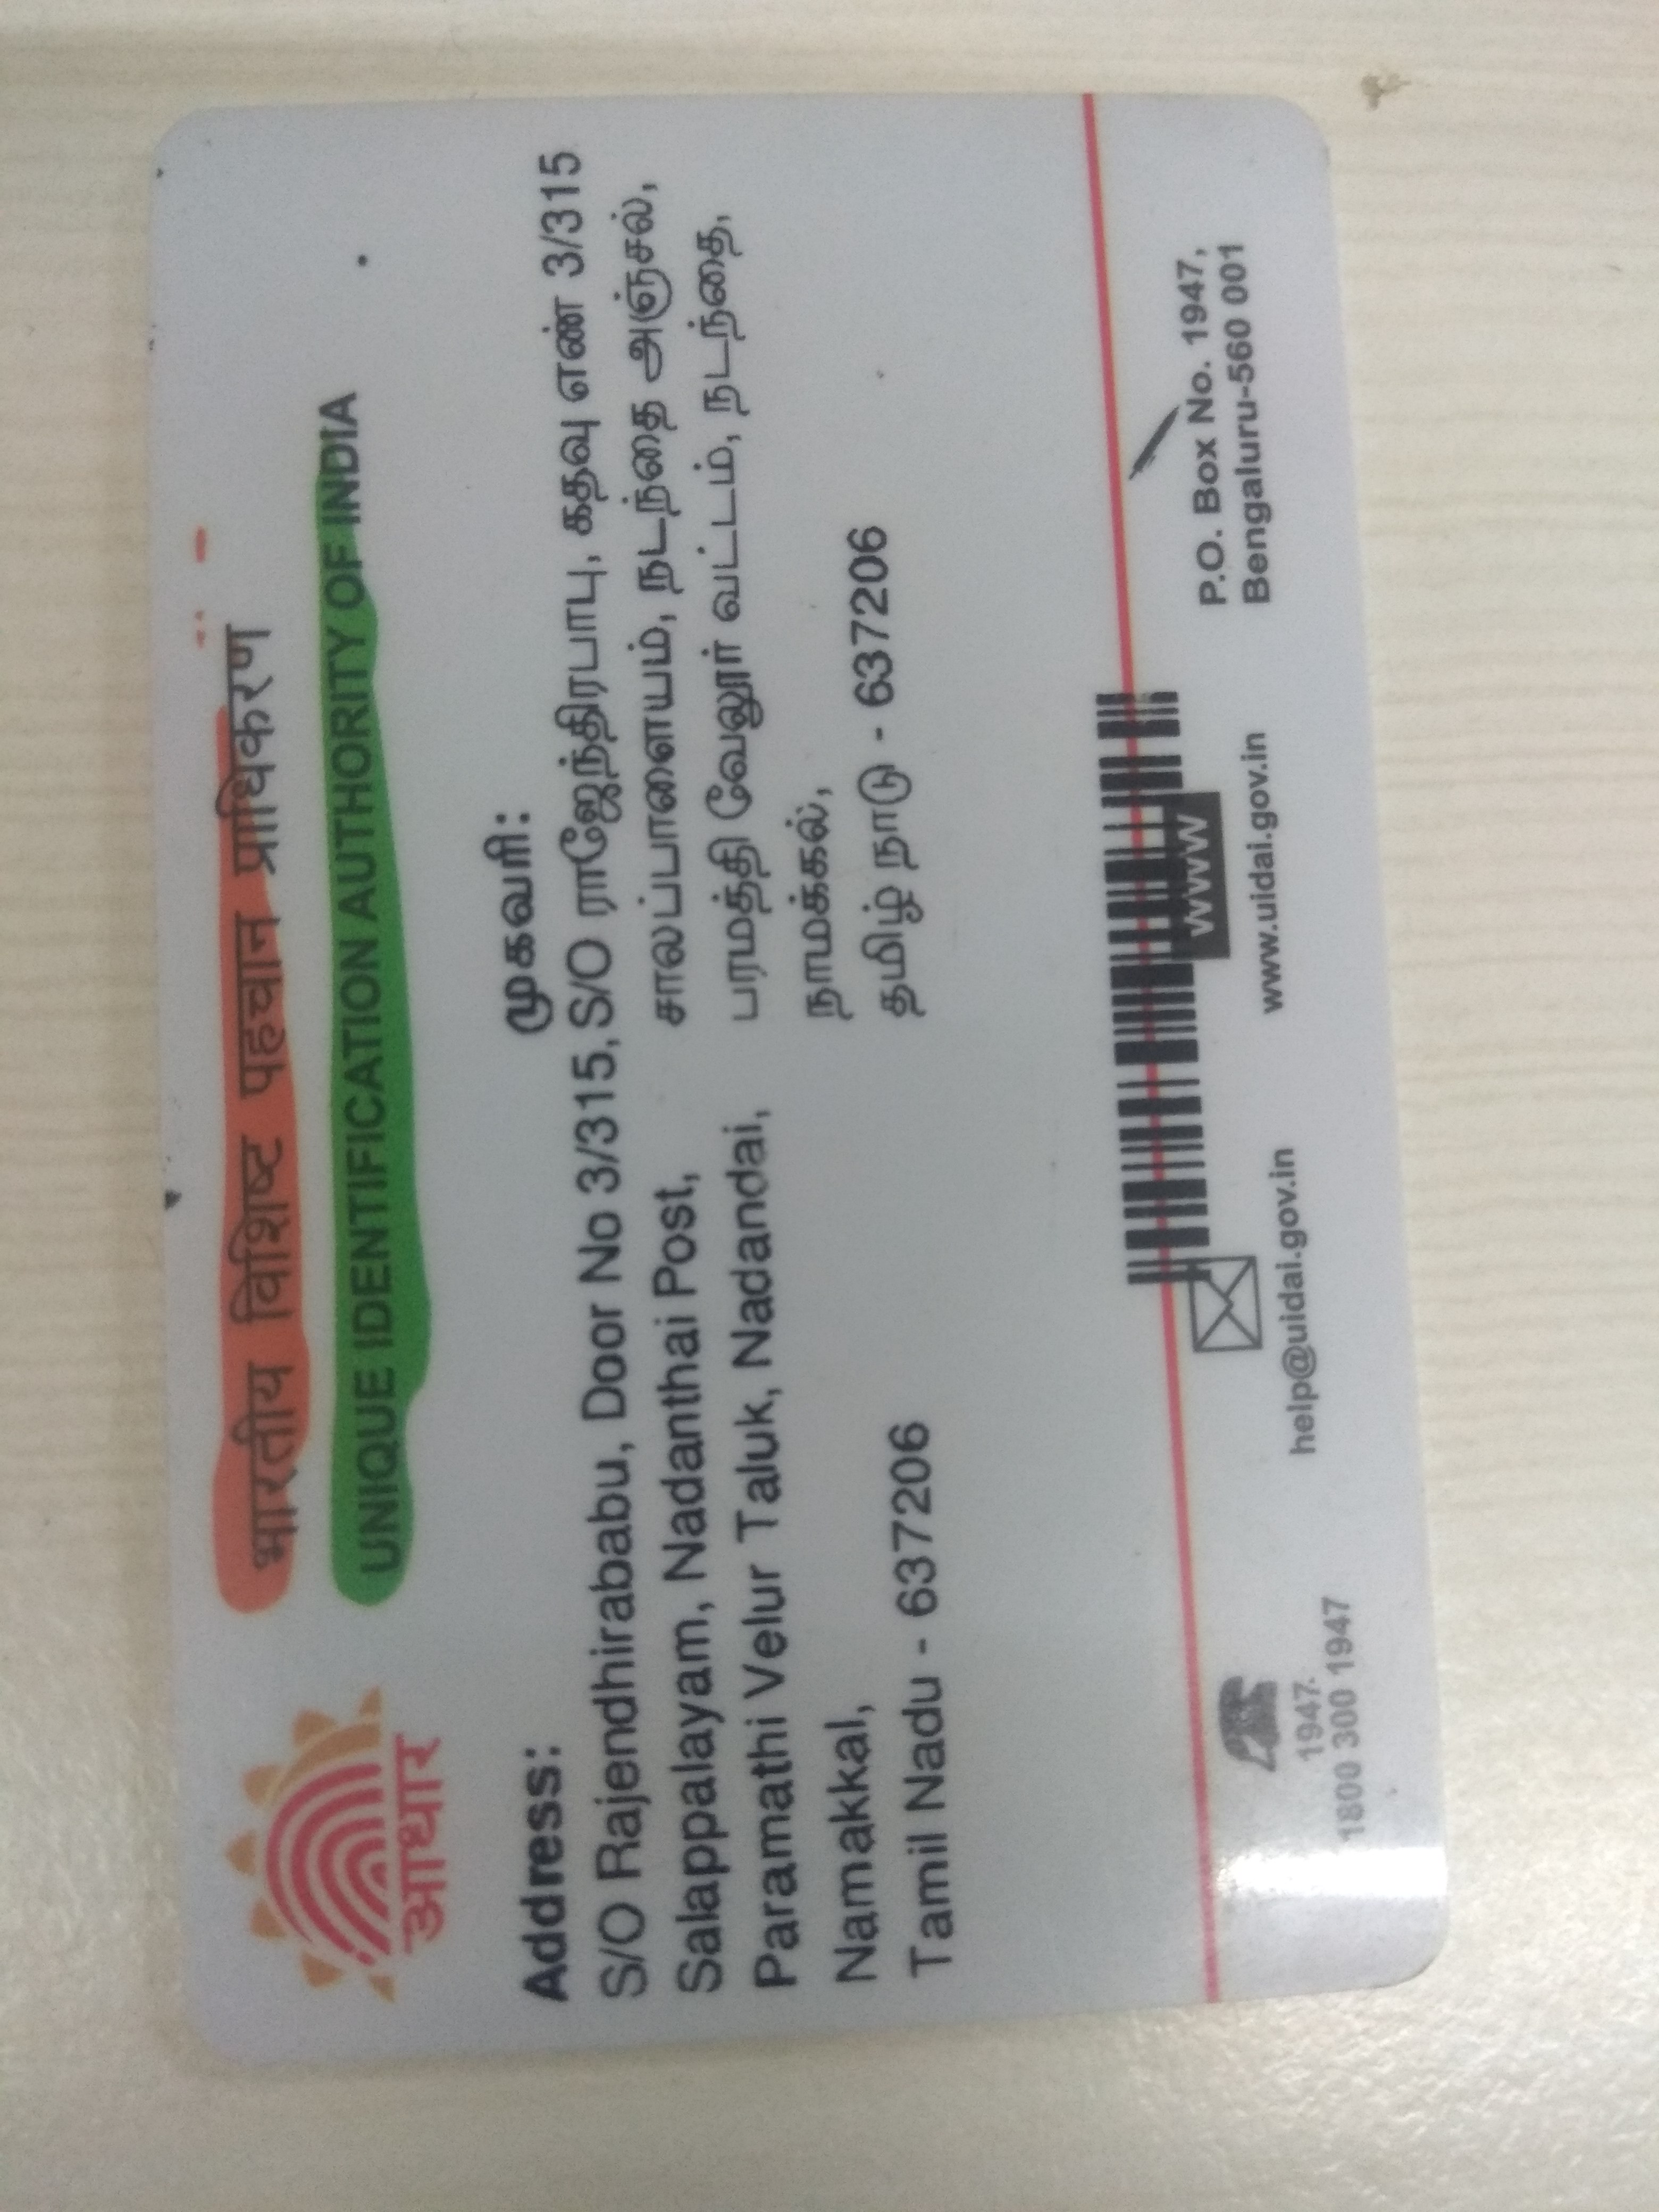 भारतीय विशिष्ट पहचान प्राधिकरण
UNIQUE IDENTIFICATION AUTHORITY OF INDIA
आधार
Address:
S/O Rajendhirababu, Door No 3/315,
Salappalayam, Nadanthai Post,
Paramathi Velur Taluk, Nadandai,
Namakkal,
Tamil Nadu - 637206
முகவரி:
S/O ராஜேந்திரபாபு, கதவு எண் 3/315
சாலப்பாளையம், நடந்தை அஞ்சல்,
பரமத்தி வேலூர் வட்டம், நடந்தை,
நாமக்கல்,
தமிழ் நாடு - 637206
1947
1800 300 1947
help@uidai.gov.in
WWW
www.uidai.gov.in
P.O. Box No. 1947,
Bengaluru-560 001